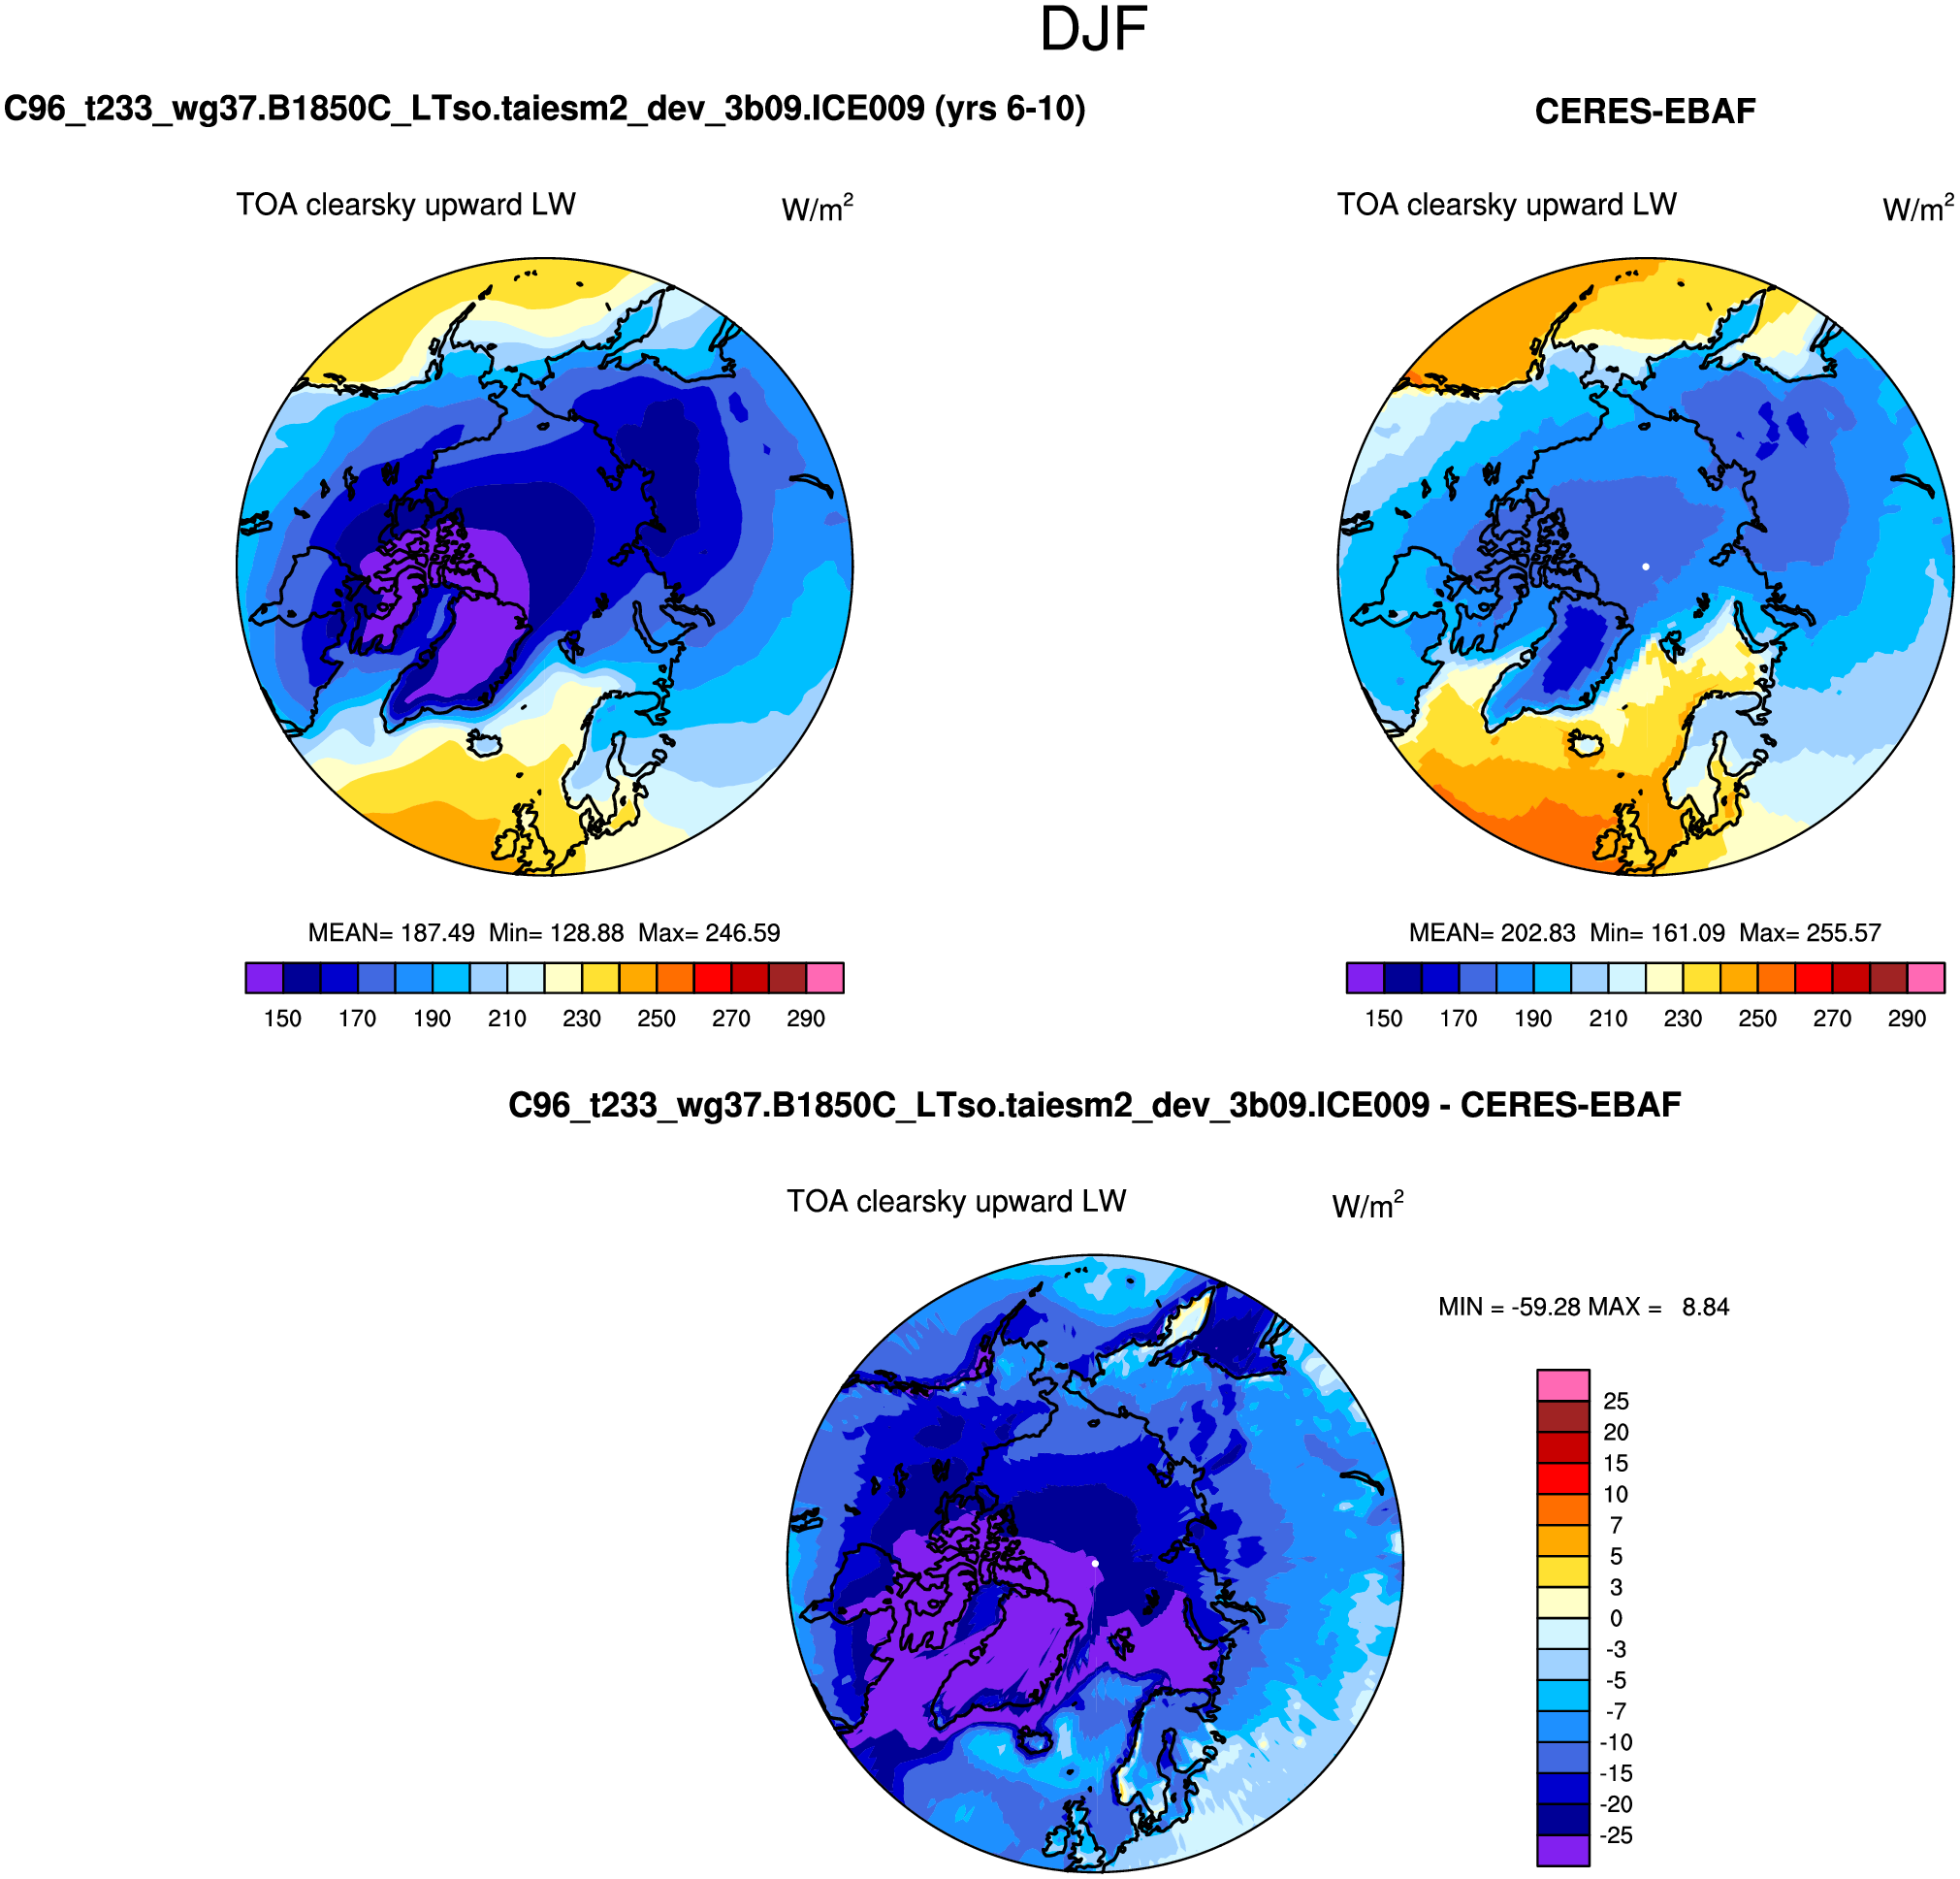 DJF
C96_t233_wg37.B1850C_LTso.taiesm2_dev_3b09.ICE009 (yrs 6-10)
CERES-EBAF
TOA clearsky upward LW W/m²
TOA clearsky upward LW W/m²
MEAN= 187.49 Min= 128.88 Max= 246.59
MEAN= 202.83 Min= 161.09 Max= 255.57
150 170 190 210 230 250 270 290
150 170 190 210 230 250 270 290
C96_t233_wg37.B1850C_LTso.taiesm2_dev_3b09.ICE009 - CERES-EBAF
TOA clearsky upward LW W/m²
MIN = -59.28 MAX = 8.84
25
20
15
10
7
5
3
0
-3
-5
-7
-10
-15
-20
-25